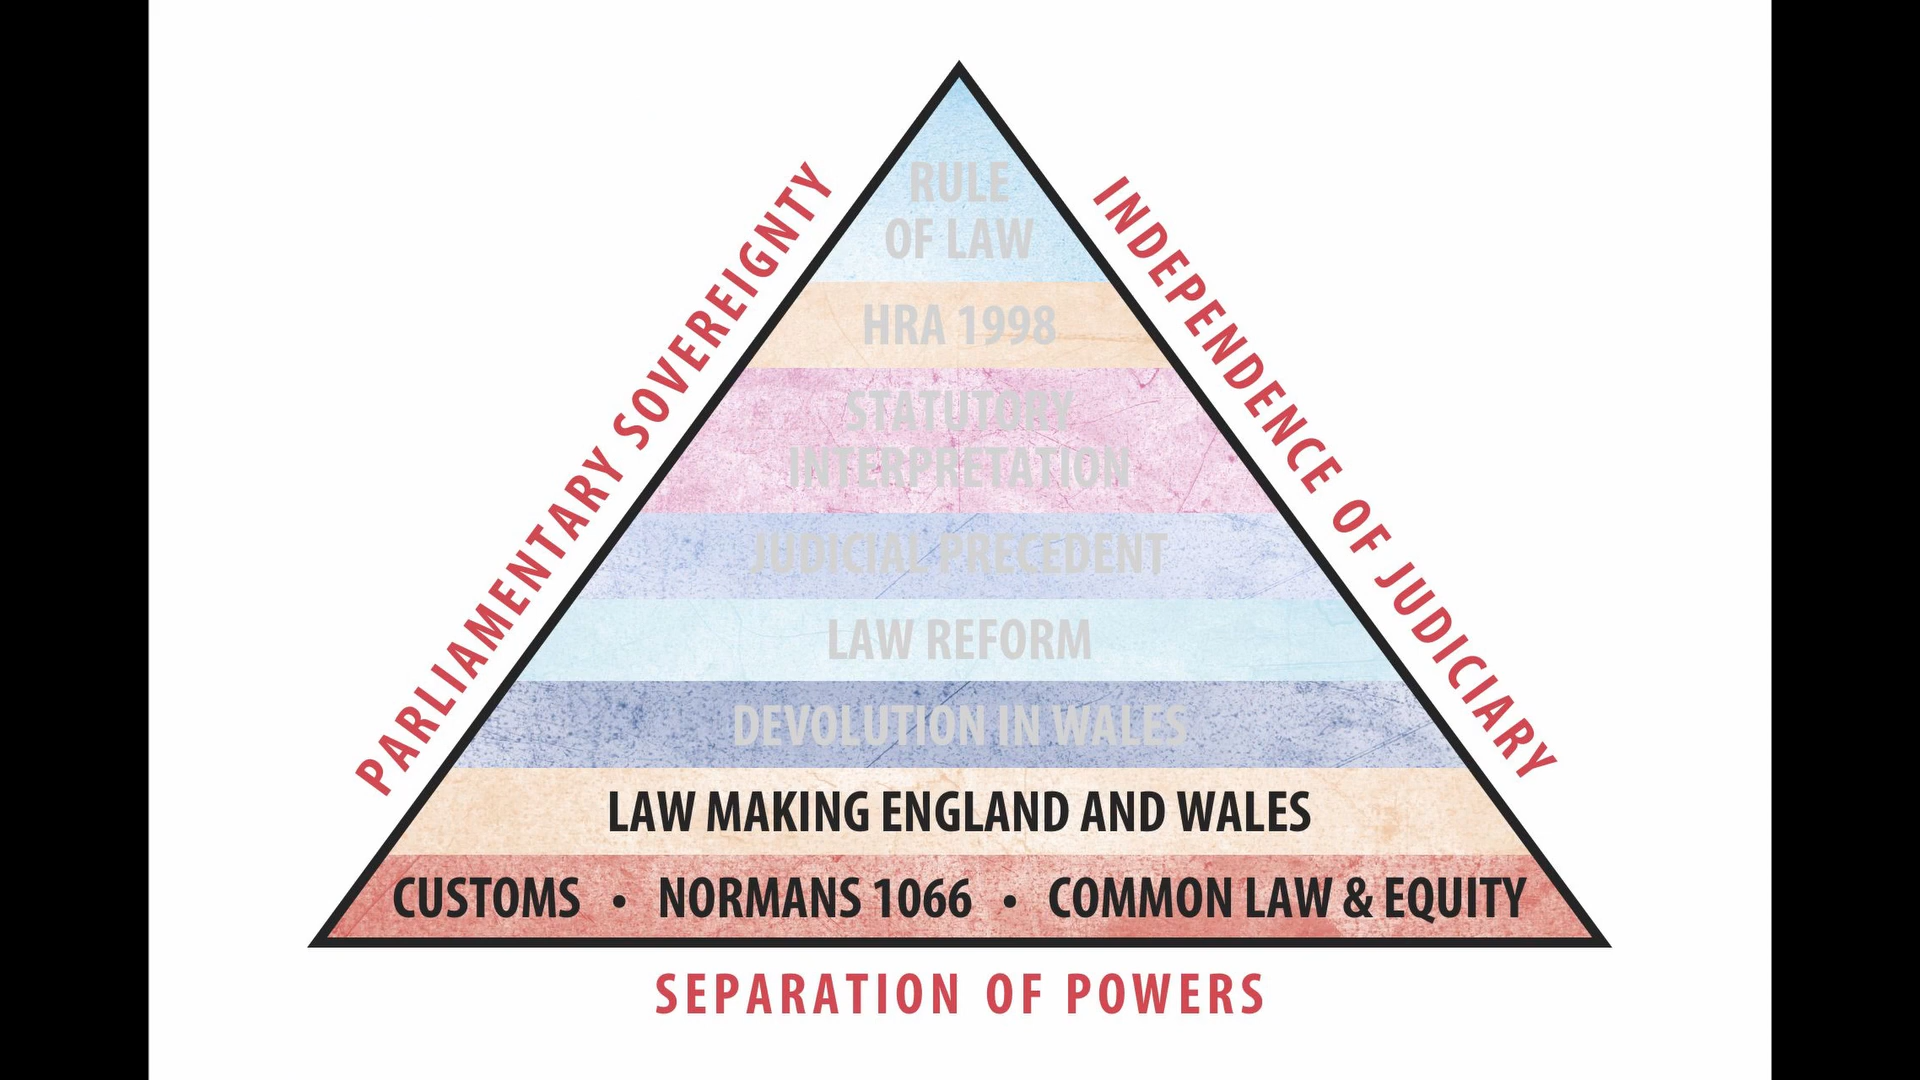 PARLIAMENTARY SOVEREIGNTY
INDEPENDENCE OF JUDICIARY
RULE
OF LAW
HRA 1998
STATUTORY
INTERPRETATION
JUDICIAL PRECEDENT
LAW REFORM
DEVOLUTION IN WALES
LAW MAKING ENGLAND AND WALES
CUSTOMS • NORMANS 1066 • COMMON LAW & EQUITY
SEPARATION OF POWERS